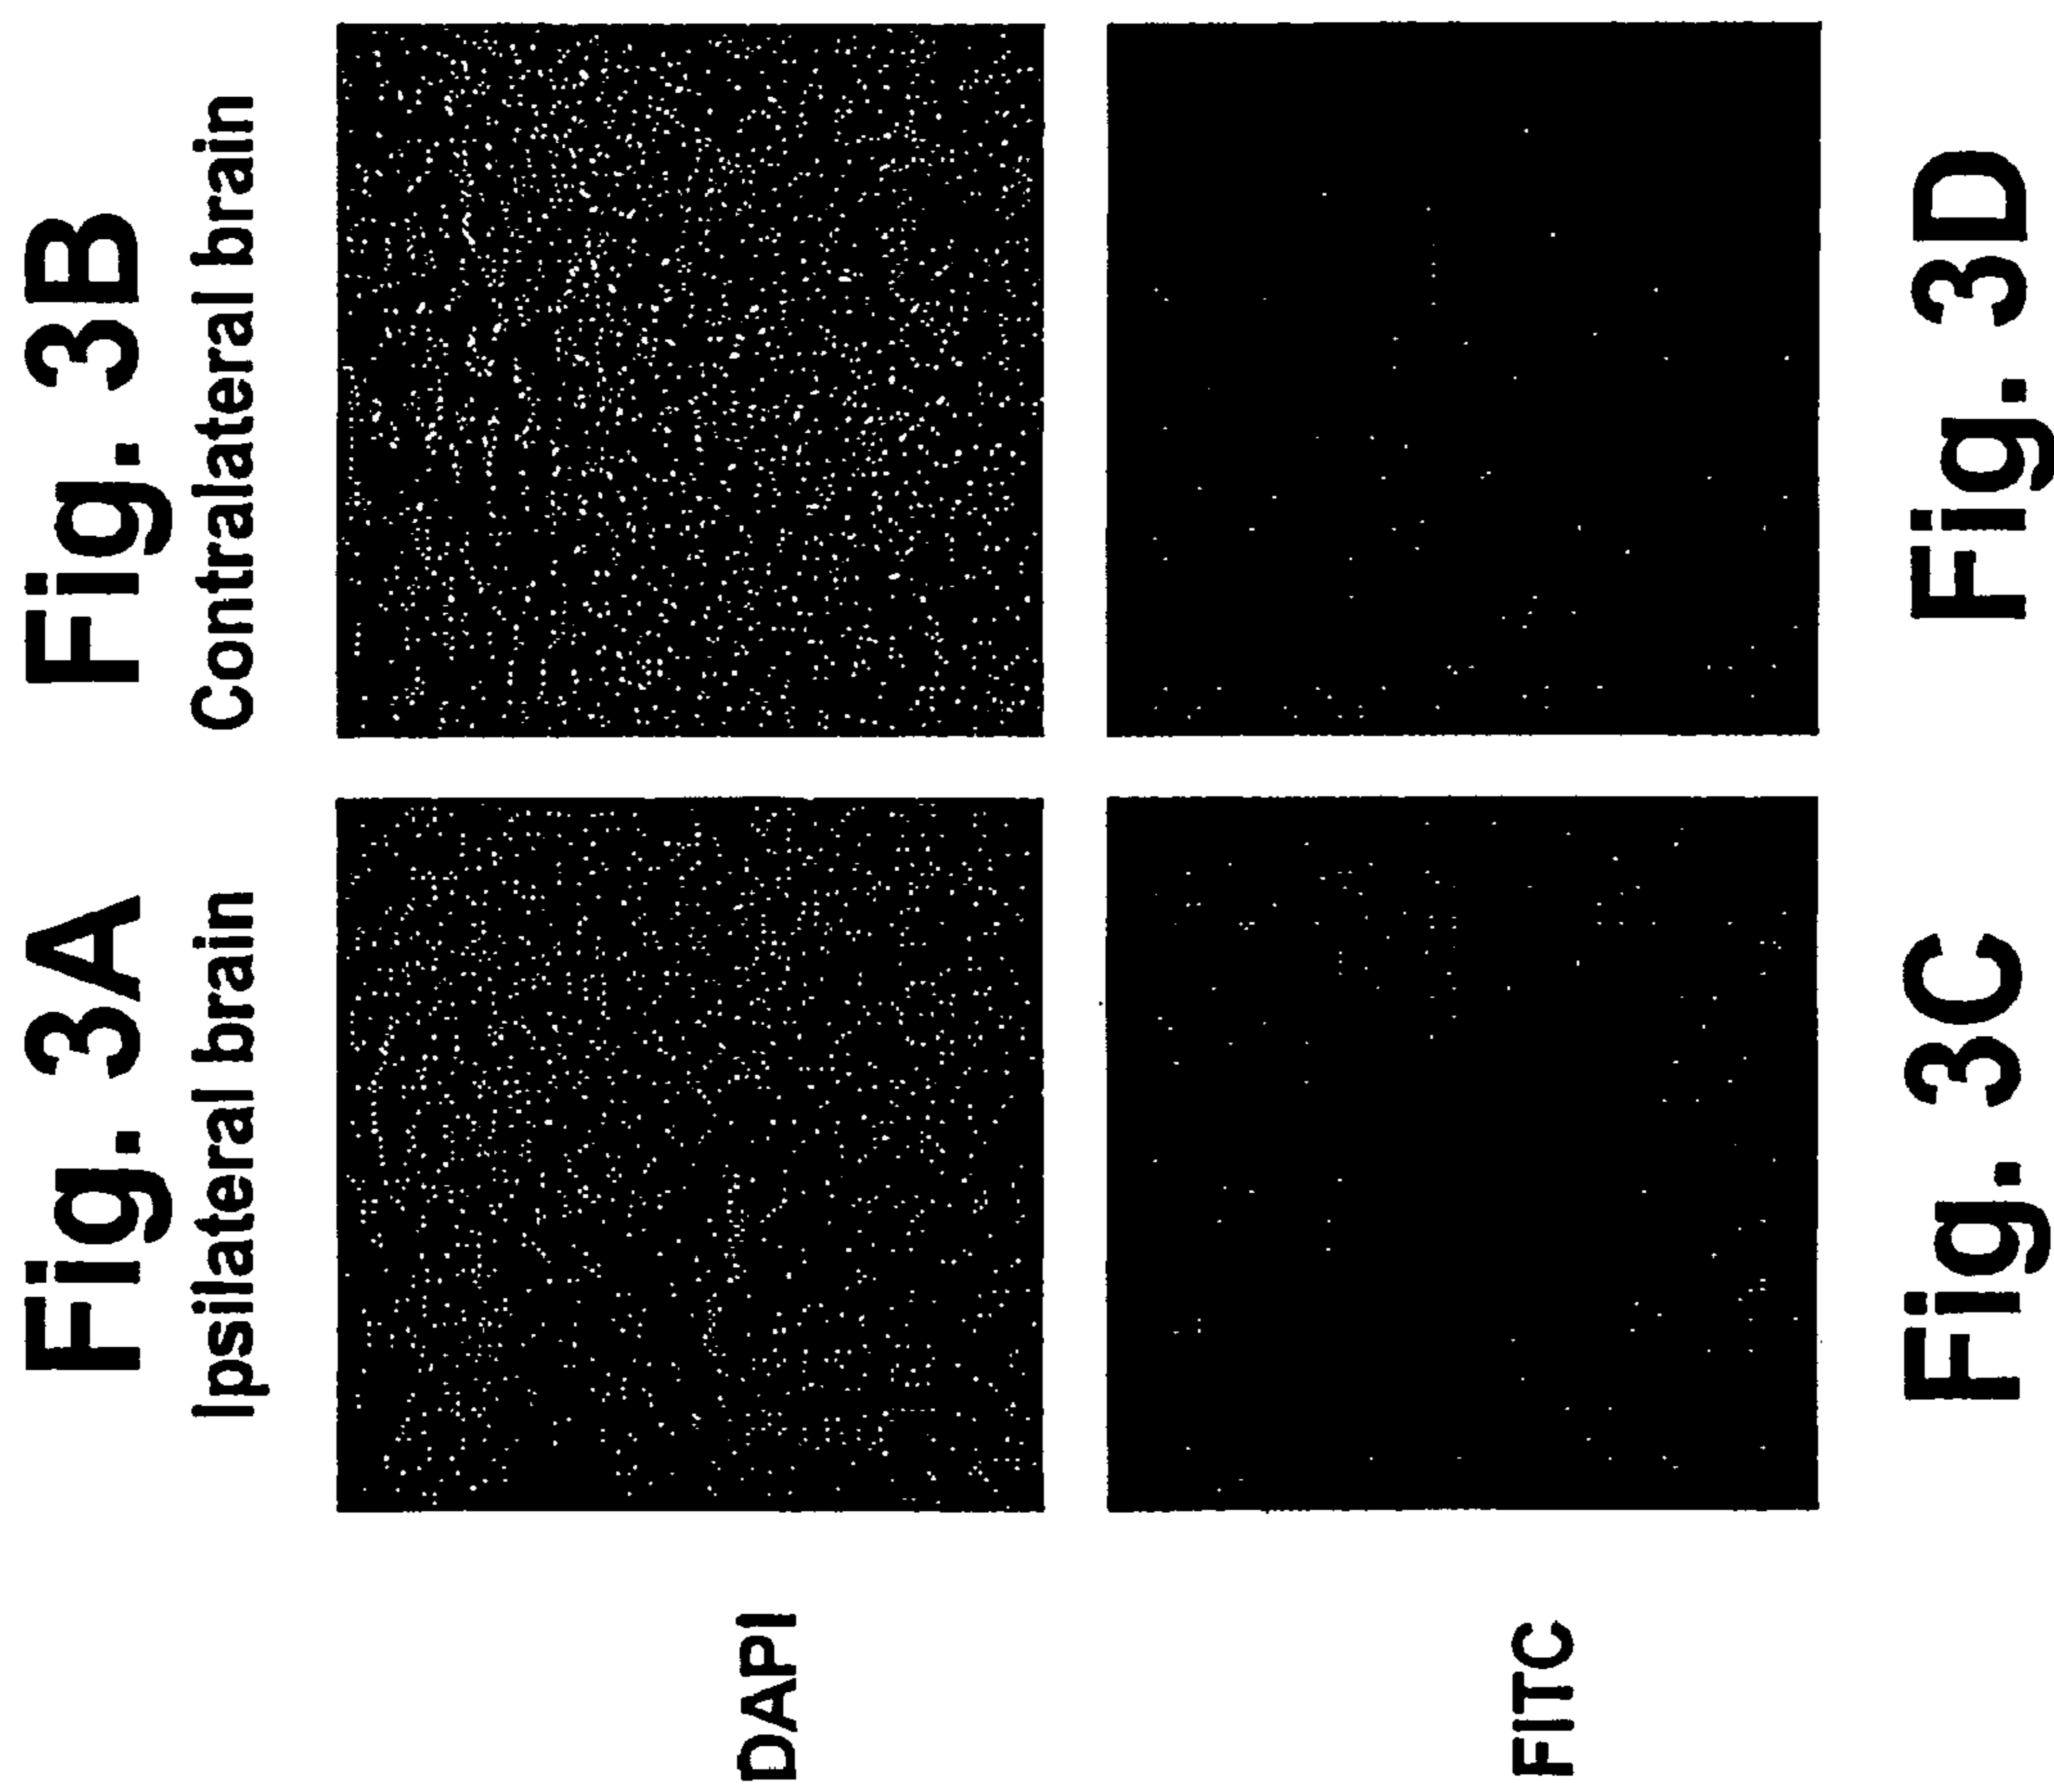 Fig. 3A
Fig. 3B
Ipsilateral brain
Contralateral brain
DAPI
FITC
Fig. 3C
Fig. 3D